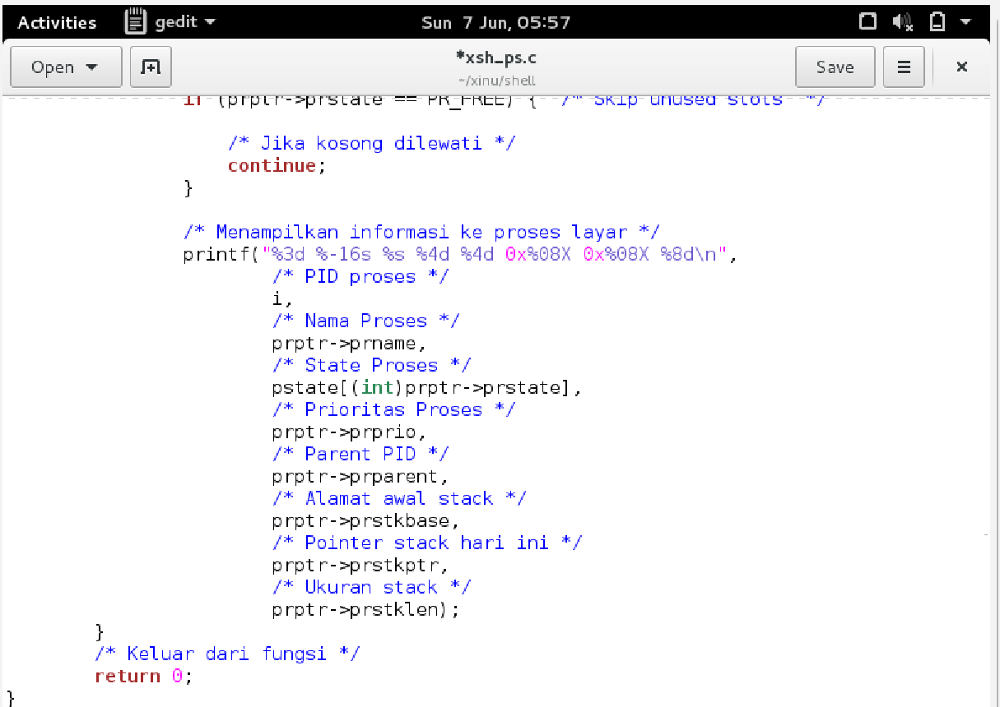 Activities gedit Sun 7 Jun, 05:57
Open *xsh_ps.c Save
~/xinu/shell
if (prptr->prstate == PR_FREE) { /* Skip unused slots */
/* Jika kosong dilewati */
continue;
}
/* Menampilkan informasi ke proses layar */
printf("%3d %-16s %s %4d %4d 0x%08X 0x%08X %8d\n",
/* PID proses */
i,
/* Nama Proses */
prptr->prname,
/* State Proses */
pstate[(int)prptr->prstate],
/* Prioritas Proses */
prptr->prprio,
/* Parent PID */
prptr->prparent,
/* Alamat awal stack */
prptr->prstkbase,
/* Pointer stack hari ini */
prptr->prstkptr,
/* Ukuran stack */
prptr->prstklen);
}
/* Keluar dari fungsi */
return 0;
}